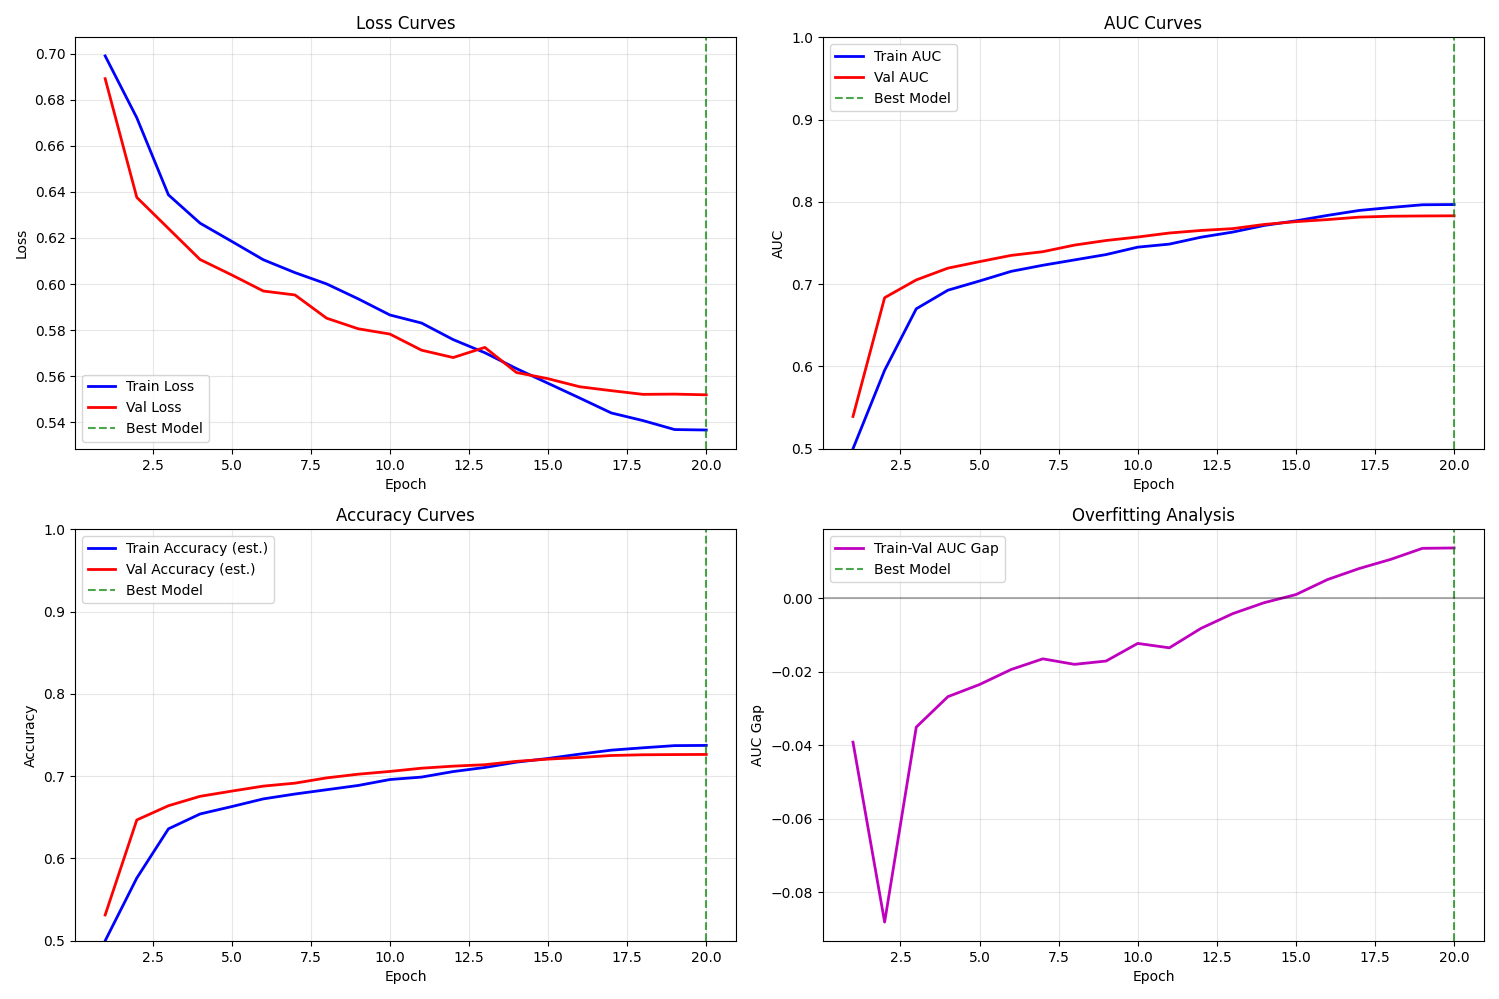 Loss Curves
0.70
0.68
0.66
0.64
0.62
0.60
0.58
0.56
0.54
Loss
Train Loss
Val Loss
Best Model
2.5 5.0 7.5 10.0 12.5 15.0 17.5 20.0
Epoch
AUC Curves
1.0
0.9
0.8
0.7
0.6
0.5
AUC
Train AUC
Val AUC
Best Model
2.5 5.0 7.5 10.0 12.5 15.0 17.5 20.0
Epoch
Accuracy Curves
1.0
0.9
0.8
0.7
0.6
0.5
Accuracy
Train Accuracy (est.)
Val Accuracy (est.)
Best Model
2.5 5.0 7.5 10.0 12.5 15.0 17.5 20.0
Epoch
Overfitting Analysis
0.00
−0.02
−0.04
−0.06
−0.08
AUC Gap
Train-Val AUC Gap
Best Model
2.5 5.0 7.5 10.0 12.5 15.0 17.5 20.0
Epoch